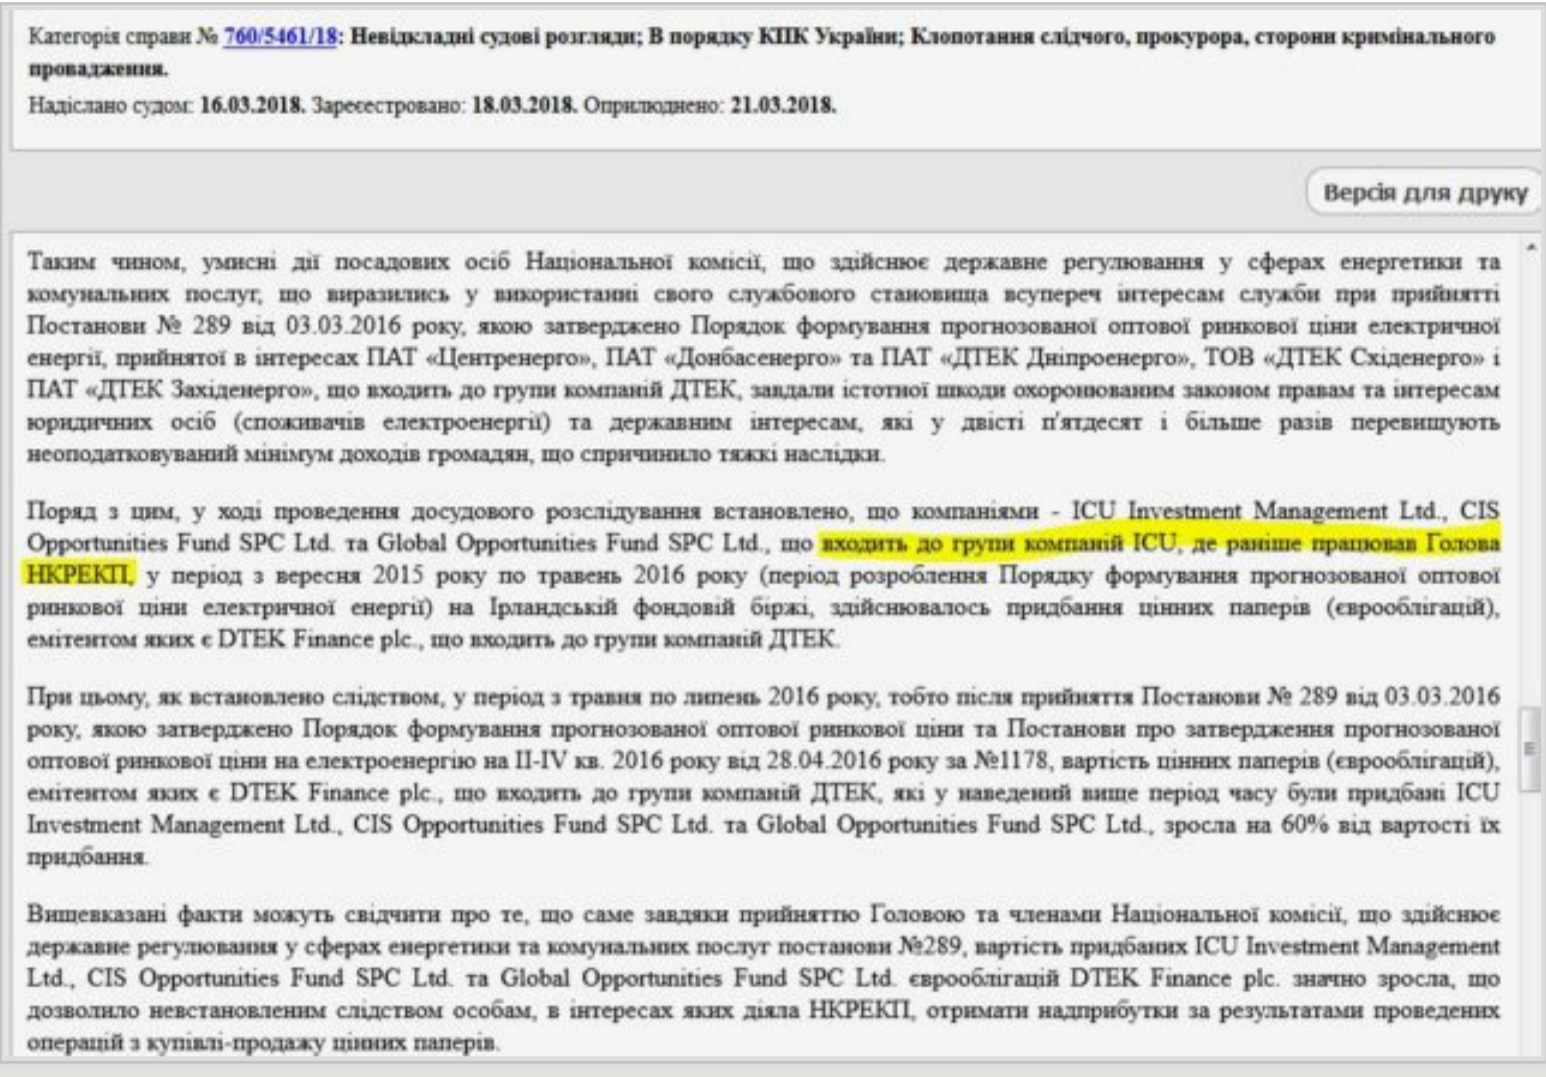 Категорія справи № 760/5461/18: Невідкладні судові розгляди; В порядку КПК України; Клопотання слідчого, прокурора, сторони кримінального
провадження.
Надіслано судом: 16.03.2018. Зареєстровано: 18.03.2018. Оприлюднено: 21.03.2018.
Версія для друку
Таким чином, умисні дії посадових осіб Національної комісії, що здійснює державне регулювання у сферах енергетики та
комунальних послуг, що виразились у використанні свого службового становища всупереч інтересам служби при прийнятті
Постанови № 289 від 03.03.2016 року, якою затверджено Порядок формування прогнозованої оптової ринкової ціни електричної
енергії, прийнятої в інтересах ПАТ «Центренерго», ПАТ «Донбасенерго» та ПАТ «ДТЕК Дніпроенерго», ТОВ «ДТЕК Східенерго» і
ПАТ «ДТЕК Західенерго», що входить до групи компаній ДТЕК, завдали істотної шкоди охоронюваним законом правам та інтересам
юридичних осіб (споживачів електроенергії) та державним інтересам, які у двісті п'ятдесят і більше разів перевищують
неоподатковуваний мінімум доходів громадян, що спричинило тяжкі наслідки.
Поряд з цим, у ході проведення досудового розслідування встановлено, що компаніями - ICU Investment Management Ltd., CIS
Opportunities Fund SPC Ltd. та Global Opportunities Fund SPC Ltd., що входить до групи компаній ICU, де раніше працював Голова
НКРЕКП, у період з вересня 2015 року по травень 2016 року (період розроблення Порядку формування прогнозованої оптової
ринкової ціни електричної енергії) на Ірландській фондовій біржі, здійснювалось придбання цінних паперів (єврооблігацій),
емітентом яких є DTEK Finance plc., що входить до групи компаній ДТЕК.
При цьому, як встановлено слідством, у період з травня по липень 2016 року, тобто після прийняття Постанови № 289 від 03.03.2016
року, якою затверджено Порядок формування прогнозованої оптової ринкової ціни та Постанови про затвердження прогнозованої
оптової ринкової ціни на електроенергію на II-IV кв. 2016 року від 28.04.2016 року за №1178, вартість цінних паперів (єврооблігацій),
емітентом яких є DTEK Finance plc., що входить до групи компаній ДТЕК, які у наведений вище період часу були придбані ICU
Investment Management Ltd., CIS Opportunities Fund SPC Ltd. та Global Opportunities Fund SPC Ltd., зросла на 60% від вартості їх
придбання.
Вищевказані факти можуть свідчити про те, що саме завдяки прийняттю Головою та членами Національної комісії, що здійснює
державне регулювання у сферах енергетики та комунальних послуг постанови №289, вартість придбаних ICU Investment Management
Ltd., CIS Opportunities Fund SPC Ltd. та Global Opportunities Fund SPC Ltd. єврооблігацій DTEK Finance plc. значно зросла, що
дозволило невстановленим слідством особам, в інтересах яких діяла НКРЕКП, отримати надприбутки за результатами проведених
операцій з купівлі-продажу цінних паперів.